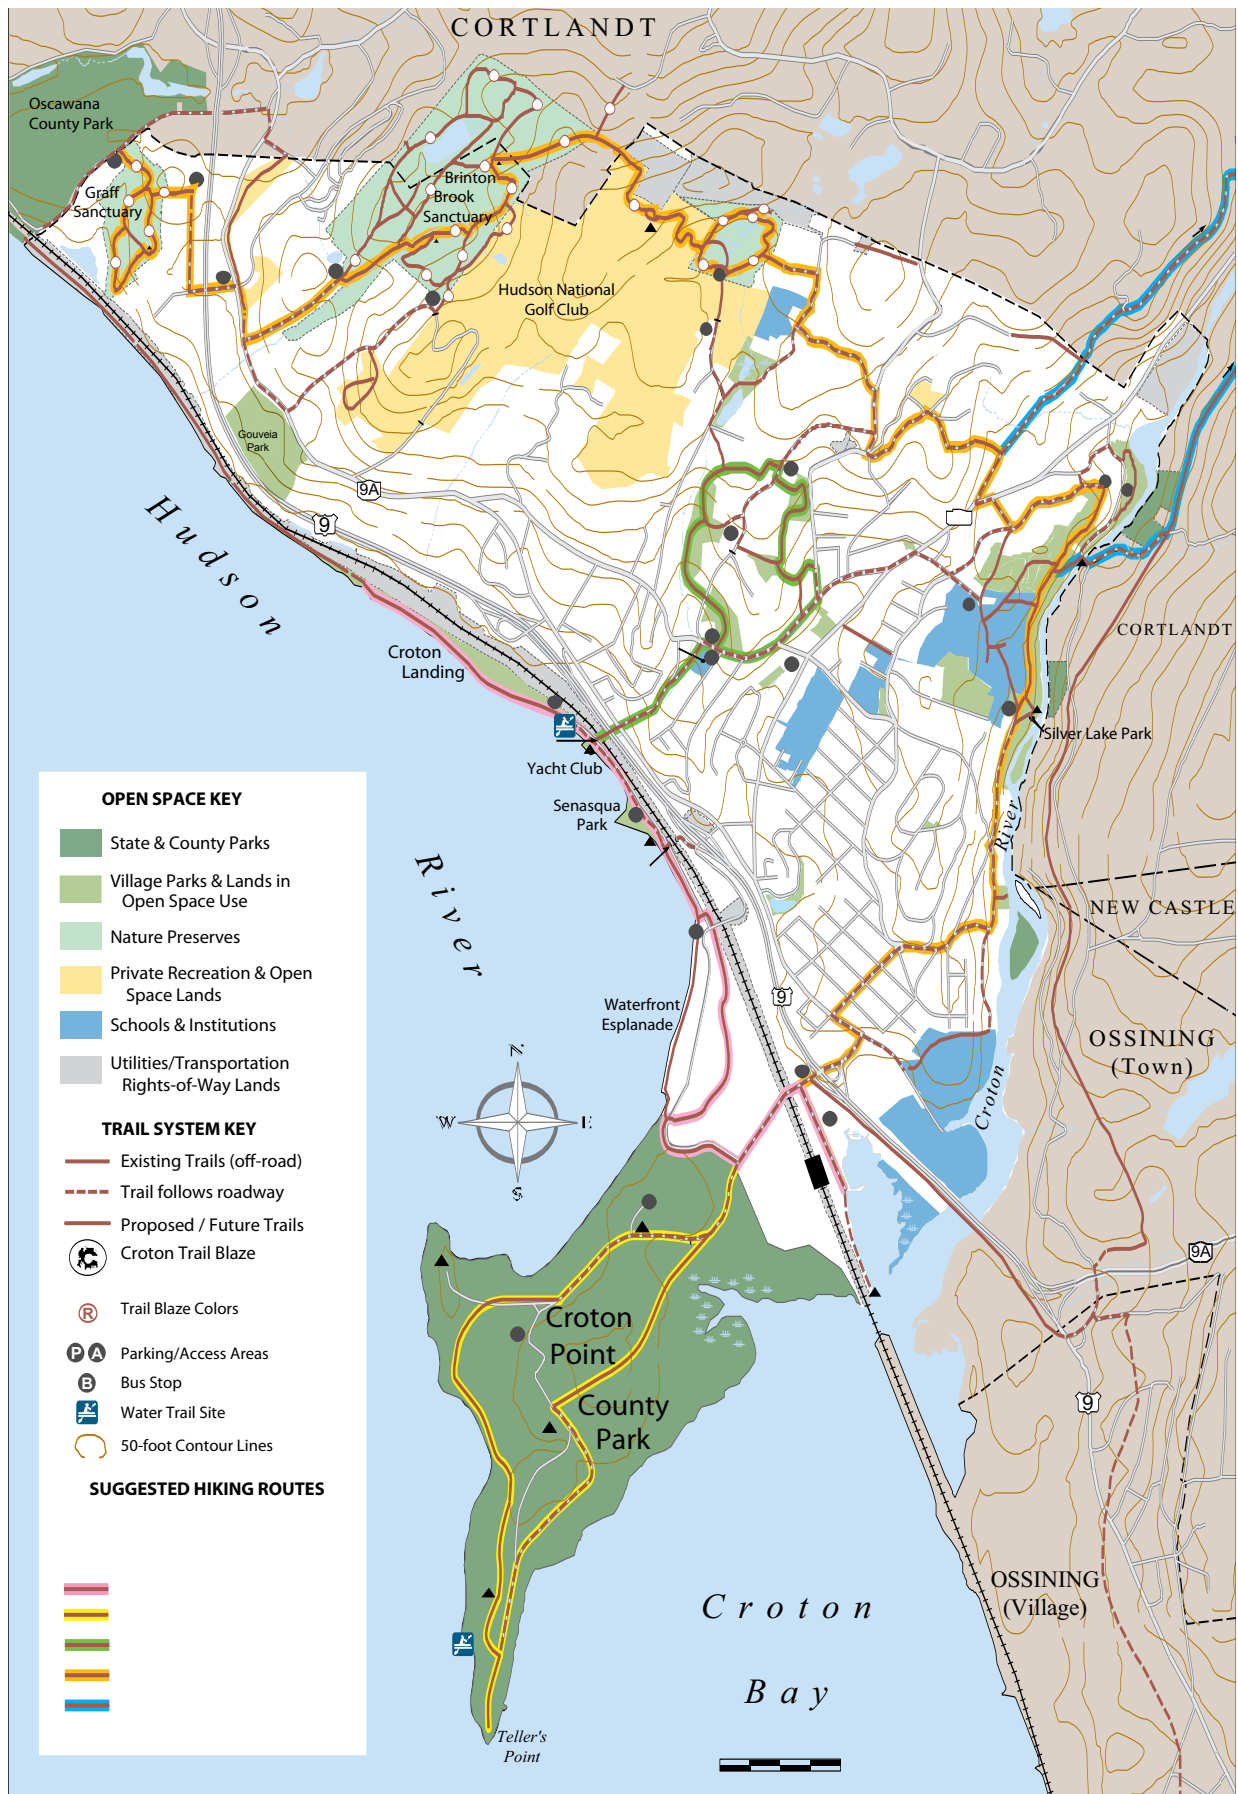 CORTLANDT
Oscawana
County Park
Graff
Sanctuary
Brinton
Brook
Sanctuary
Hudson National
Golf Club
Gouveia
Park
9A
9
Hudson
River
CORTLANDT
Croton
Landing
Silver Lake Park
Yacht Club
Senasqua
Park
River
NEW CASTLE
9
Waterfront
Esplanade
OSSINING
(Town)
Croton
N
W
E
S
9A
Croton
Point
County
Park
9
OSSINING
(Village)
Croton
Bay
Teller's
Point
OPEN SPACE KEY
State & County Parks
Village Parks & Lands in
Open Space Use
Nature Preserves
Private Recreation & Open
Space Lands
Schools & Institutions
Utilities/Transportation
Rights-of-Way Lands
TRAIL SYSTEM KEY
Existing Trails (off-road)
Trail follows roadway
Proposed / Future Trails
Croton Trail Blaze
R Trail Blaze Colors
P A Parking/Access Areas
B Bus Stop
Water Trail Site
50-foot Contour Lines
SUGGESTED HIKING ROUTES